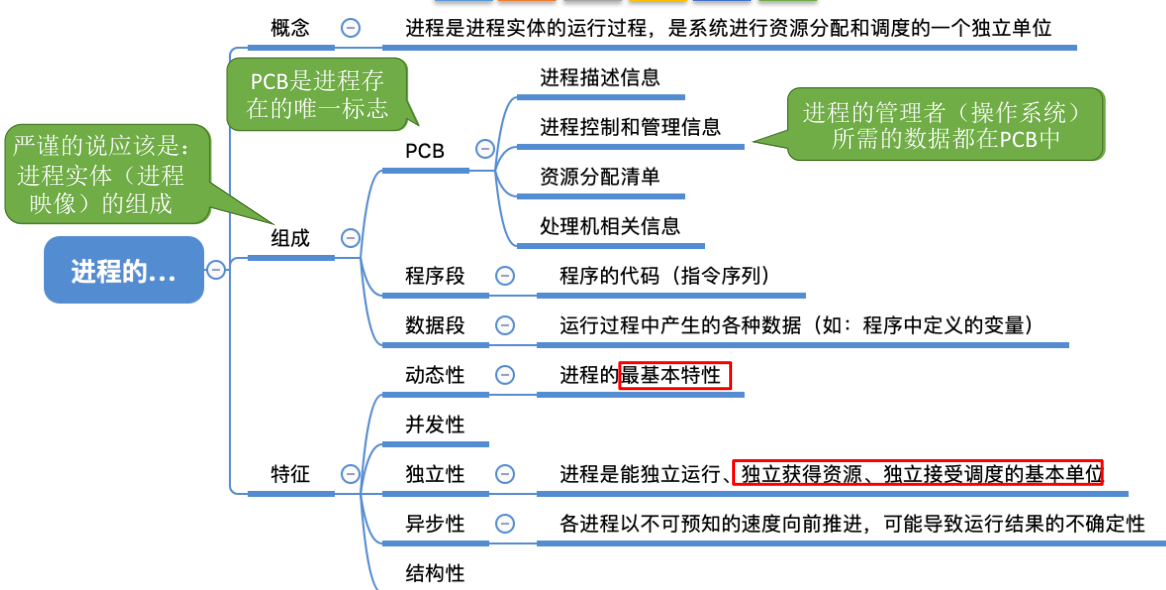 概念
进程是进程实体的运行过程，是系统进行资源分配和调度的一个独立单位
PCB是进程存
在的唯一标志
进程描述信息
进程控制和管理信息
进程的管理者（操作系统）
所需的数据都在PCB中
严谨的说应该是：
进程实体（进程
映像）的组成
PCB
资源分配清单
处理机相关信息
组成
进程的...
程序段
程序的代码（指令序列）
数据段
运行过程中产生的各种数据（如：程序中定义的变量）
动态性
进程的最基本特性
并发性
特征
独立性
进程是能独立运行、独立获得资源、独立接受调度的基本单位
异步性
各进程以不可预知的速度向前推进，可能导致运行结果的不确定性
结构性